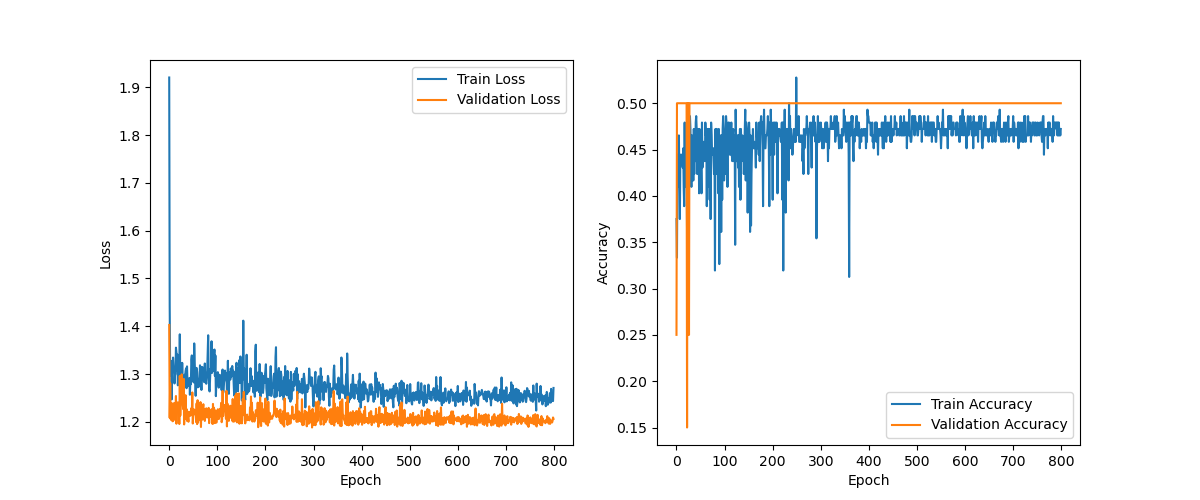 1.9
1.8
1.7
1.6
1.5
1.4
1.3
1.2
Loss
0 100 200 300 400 500 600 700 800
Epoch
Train Loss
Validation Loss
0.50
0.45
0.40
0.35
0.30
0.25
0.20
0.15
Accuracy
0 100 200 300 400 500 600 700 800
Epoch
Train Accuracy
Validation Accuracy